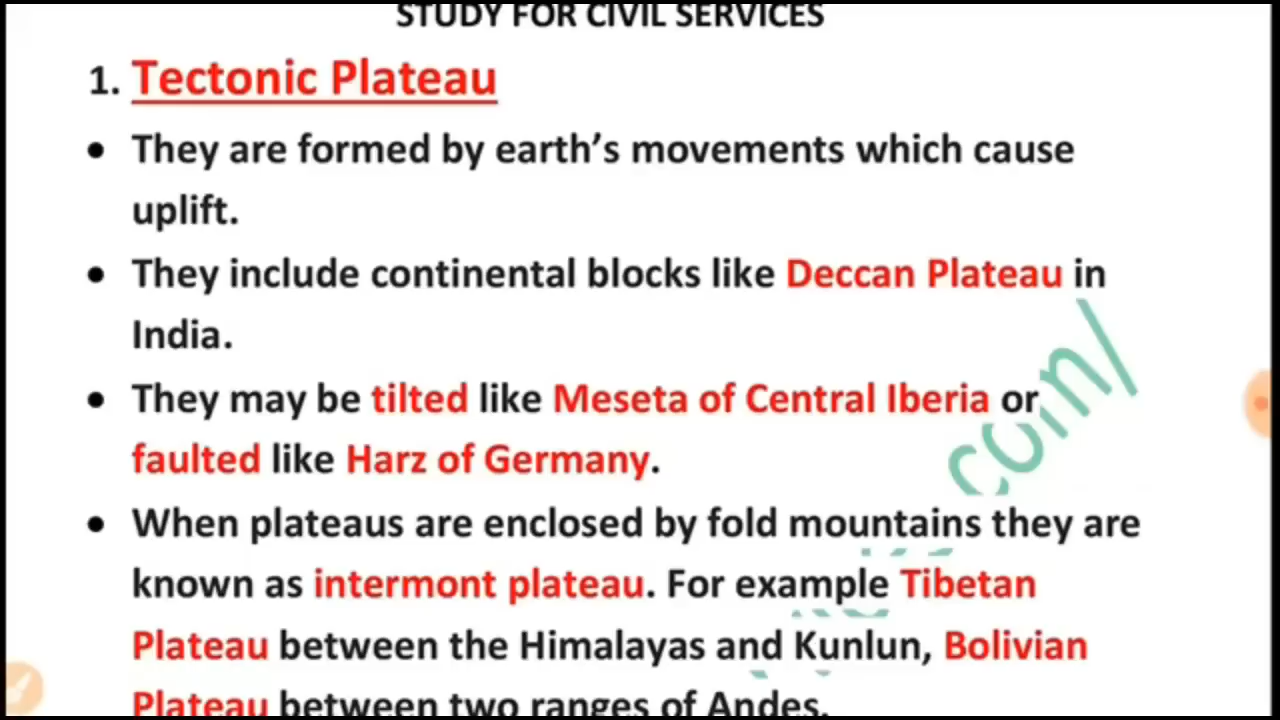 STUDY FOR CIVIL SERVICES
1. Tectonic Plateau
• They are formed by earth's movements which cause
uplift.
• They include continental blocks like Deccan Plateau in
India.
• They may be tilted like Meseta of Central Iberia or
faulted like Harz of Germany.
• When plateaus are enclosed by fold mountains they are
known as intermont plateau. For example Tibetan
Plateau between the Himalayas and Kunlun, Bolivian
Plateau between two ranges of Andes.
.com/